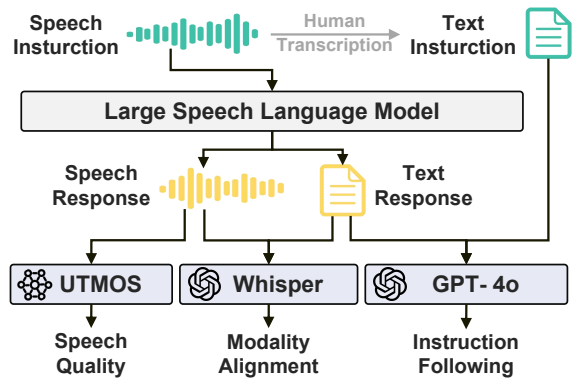 Speech
Insturction
Human
Transcription
Text
Insturction
Large Speech Language Model
Speech
Response
Text
Response
UTMOS
Whisper
GPT- 4o
Speech
Quality
Modality
Alignment
Instruction
Following